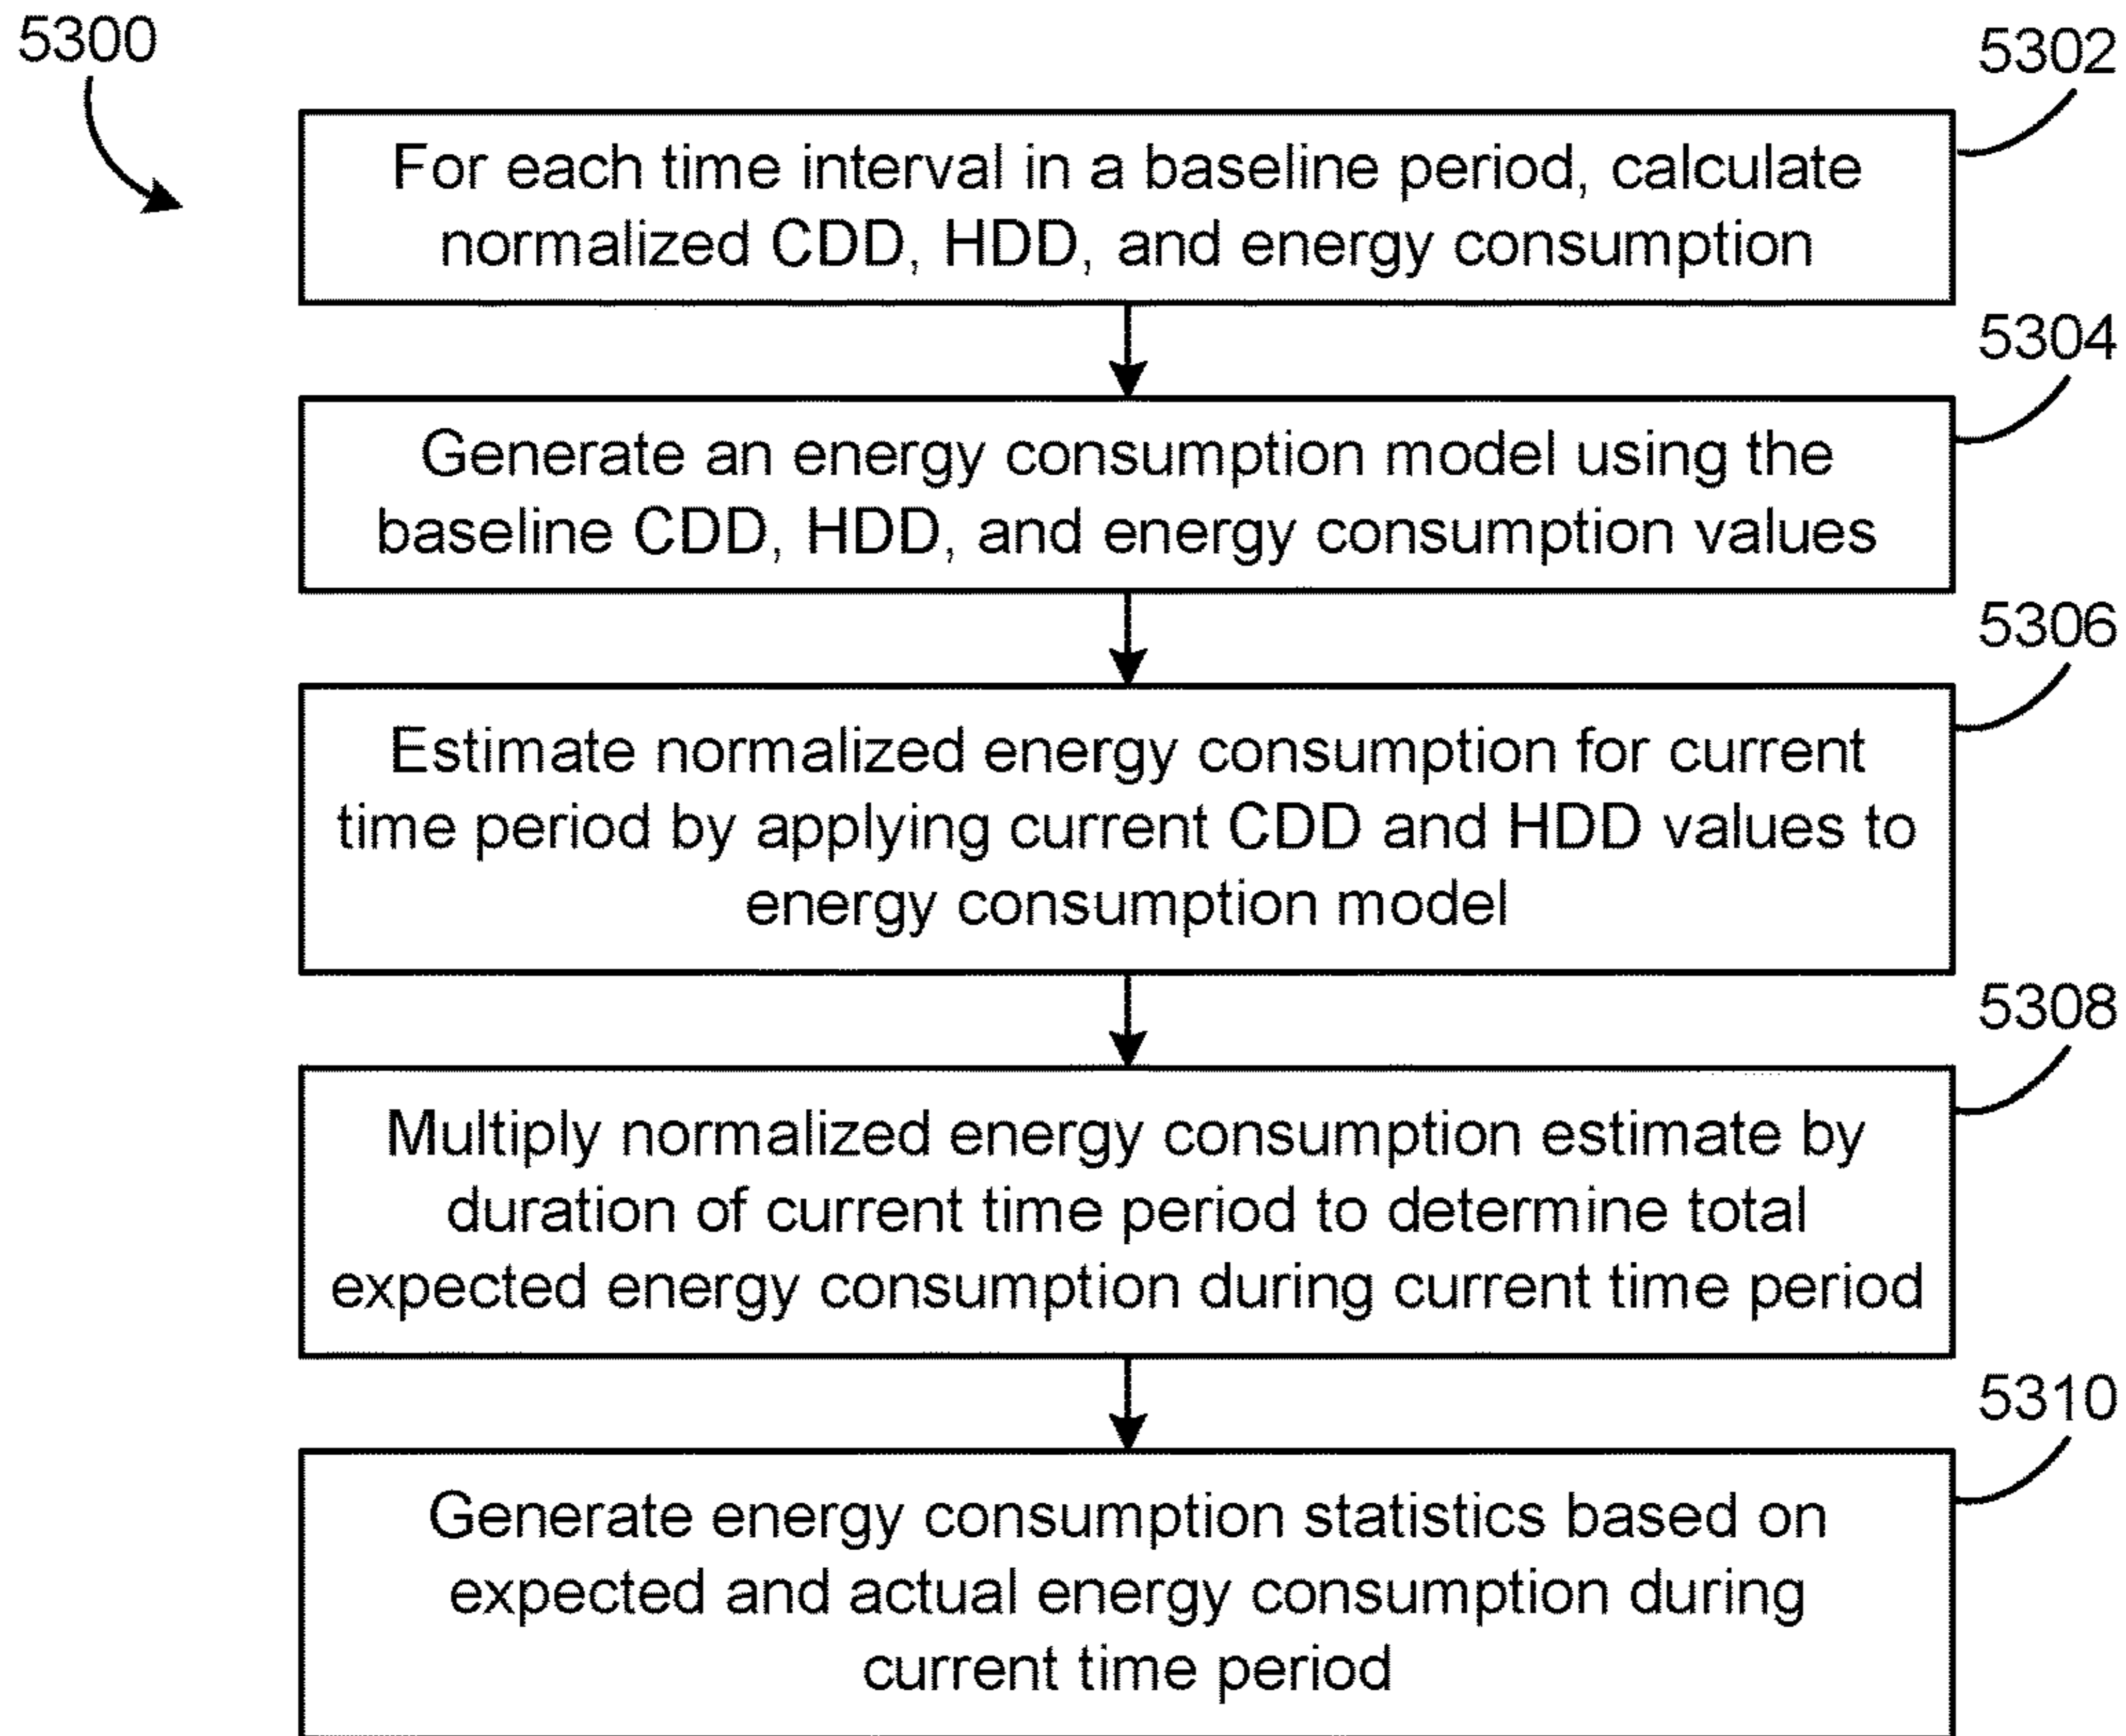 5300
5302
For each time interval in a baseline period, calculate
normalized CDD, HDD, and energy consumption
5304
Generate an energy consumption model using the
baseline CDD, HDD, and energy consumption values
5306
Estimate normalized energy consumption for current
time period by applying current CDD and HDD values to
energy consumption model
5308
Multiply normalized energy consumption estimate by
duration of current time period to determine total
expected energy consumption during current time period
5310
Generate energy consumption statistics based on
expected and actual energy consumption during
current time period